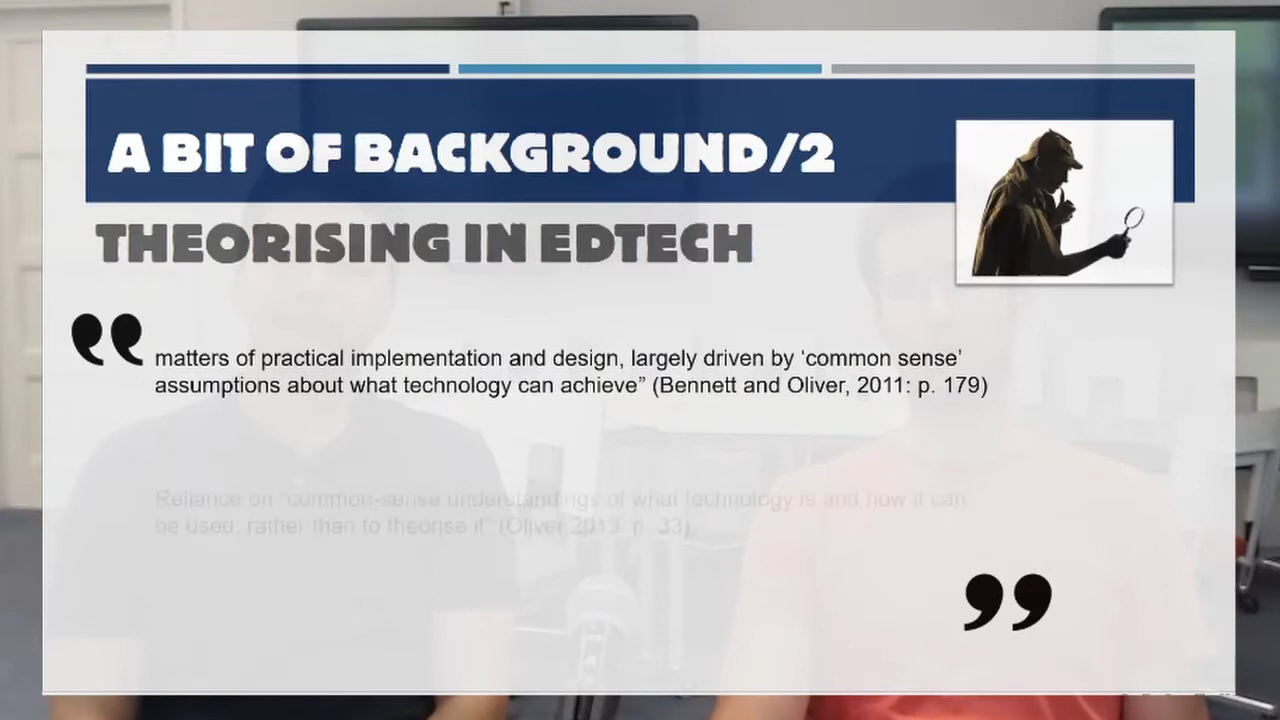 A BIT OF BACKGROUND/2
THEORISING IN EDTECH
“ matters of practical implementation and design, largely driven by ‘common sense’
assumptions about what technology can achieve” (Bennett and Oliver, 2011: p. 179)
Reliance on “common-sense understandings of what technology is and how it can
be used, rather than to theorise it” (Oliver 2013. p. 33).
”